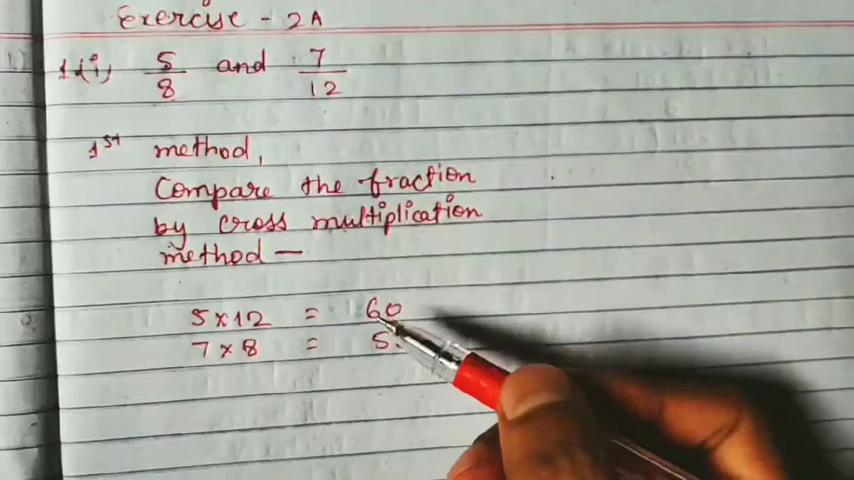 Exercise - 2A
1(i) 5/8 and 7/12
1st method,
Compare the fraction
by cross multiplication
method —
5 × 12 = 60
7 × 8 = 5